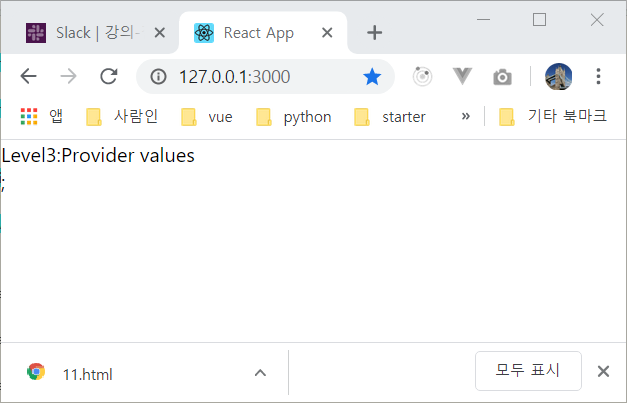 Slack | 강의-
React App
127.0.0.1:3000
앱
사람인
vue
python
starter
»
기타 북마크
Level3:Provider values
;
11.html
모두 표시